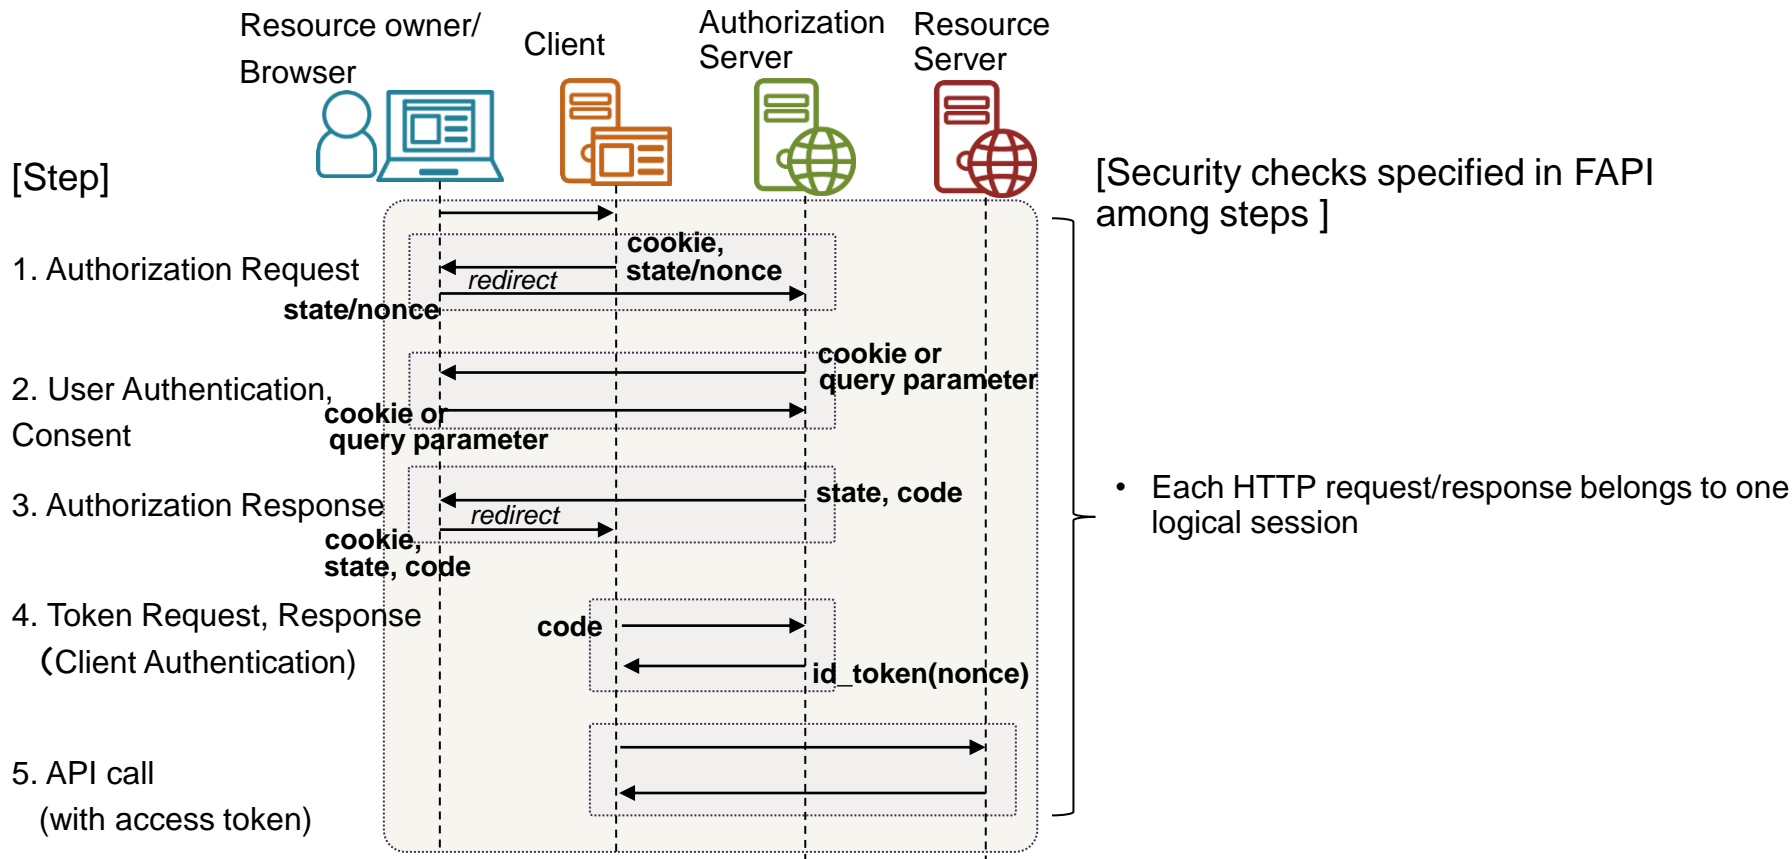 Resource owner/
Browser
Client
Authorization
Server
Resource
Server
[Step]
[Security checks specified in FAPI
among steps ]
1. Authorization Request
cookie,
state/nonce
redirect
state/nonce
cookie or
query parameter
2. User Authentication,
Consent
cookie or
query parameter
3. Authorization Response
state, code
redirect
cookie,
state, code
• Each HTTP request/response belongs to one
logical session
4. Token Request, Response
（Client Authentication)
code
id_token(nonce)
5. API call
(with access token)